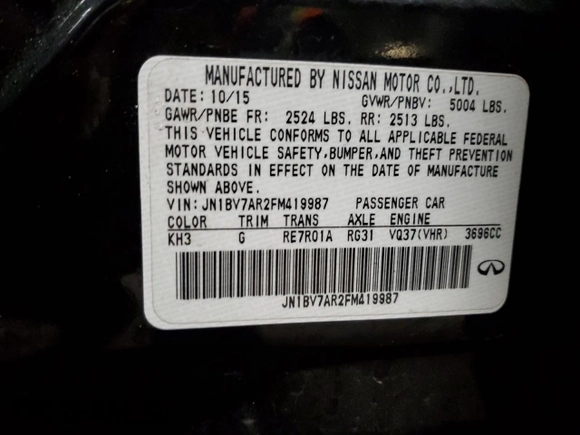 MANUFACTURED BY NISSAN MOTOR CO.,LTD.
DATE: 10/15 GVWR/PNBV: 5004 LBS.
GAWR/PNBE FR: 2524 LBS. RR: 2513 LBS.
THIS VEHICLE CONFORMS TO ALL APPLICABLE FEDERAL
MOTOR VEHICLE SAFETY, BUMPER, AND THEFT PREVENTION
STANDARDS IN EFFECT ON THE DATE OF MANUFACTURE
SHOWN ABOVE.
VIN: JN1BV7AR2FM419987 PASSENGER CAR
COLOR TRIM TRANS AXLE ENGINE
KH3 G RE7R01A RG31 VQ37(VHR) 3696CC
JN1BV7AR2FM419987